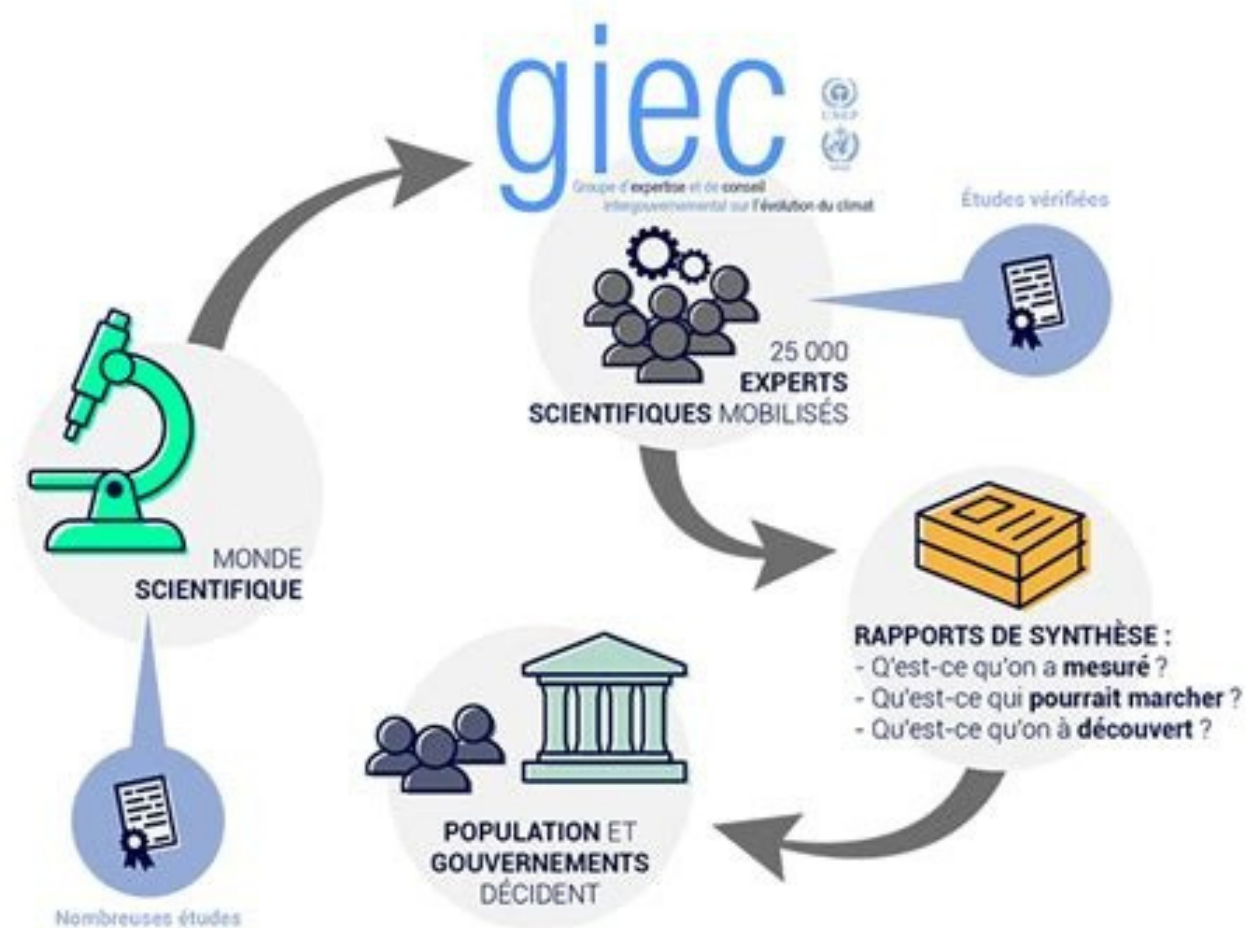 giec
UNEP
Groupe d'expertise et de conseil
intergouvernemental sur l'évolution du climat
Études vérifiées
25 000
EXPERTS
SCIENTIFIQUES MOBILISÉS
MONDE
SCIENTIFIQUE
RAPPORTS DE SYNTHÈSE :
- Q'est-ce qu'on a mesuré ?
- Qu'est-ce qui pourrait marcher ?
- Qu'est-ce qu'on à découvert ?
POPULATION ET
GOUVERNEMENTS
DÉCIDENT
Nombreuses études